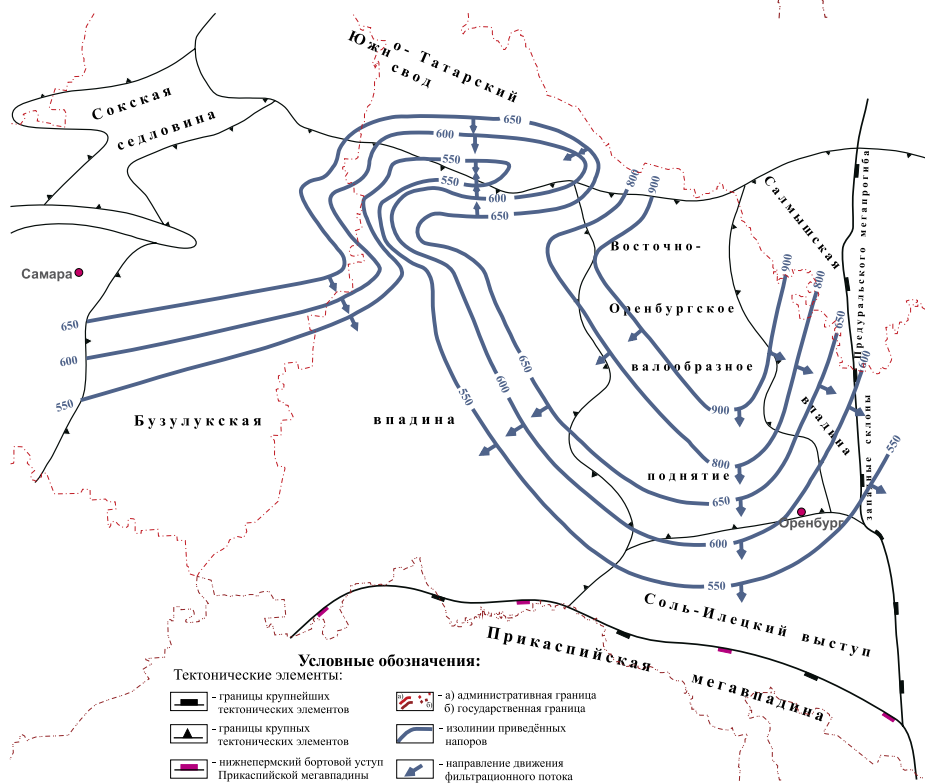 Южно-Татарский
свод
Сокская
седловина
650
600
550
550
600
650
800
900
Салмышская
впадина
Восточно-
Оренбургское
валообразное
поднятие
Предуральского мегапрогиба
западные склоны
Самара
900
800
650
600
550
650
600
550
650
600
550
900
800
650
600
550
Бузулукская
впадина
Оренбург
Соль-Илецкий выступ
Прикаспийская
мегавпадина
Условные обозначения:
Тектонические элементы:
- границы крупнейших
тектонических элементов
- границы крупных
тектонических элементов
- нижнепермский бортовой уступ
Прикаспийской мегавпадины
а)
б)
- а) административная граница
б) государственная граница
- изолинии приведённых
напоров
- направление движения
фильтрационного потока